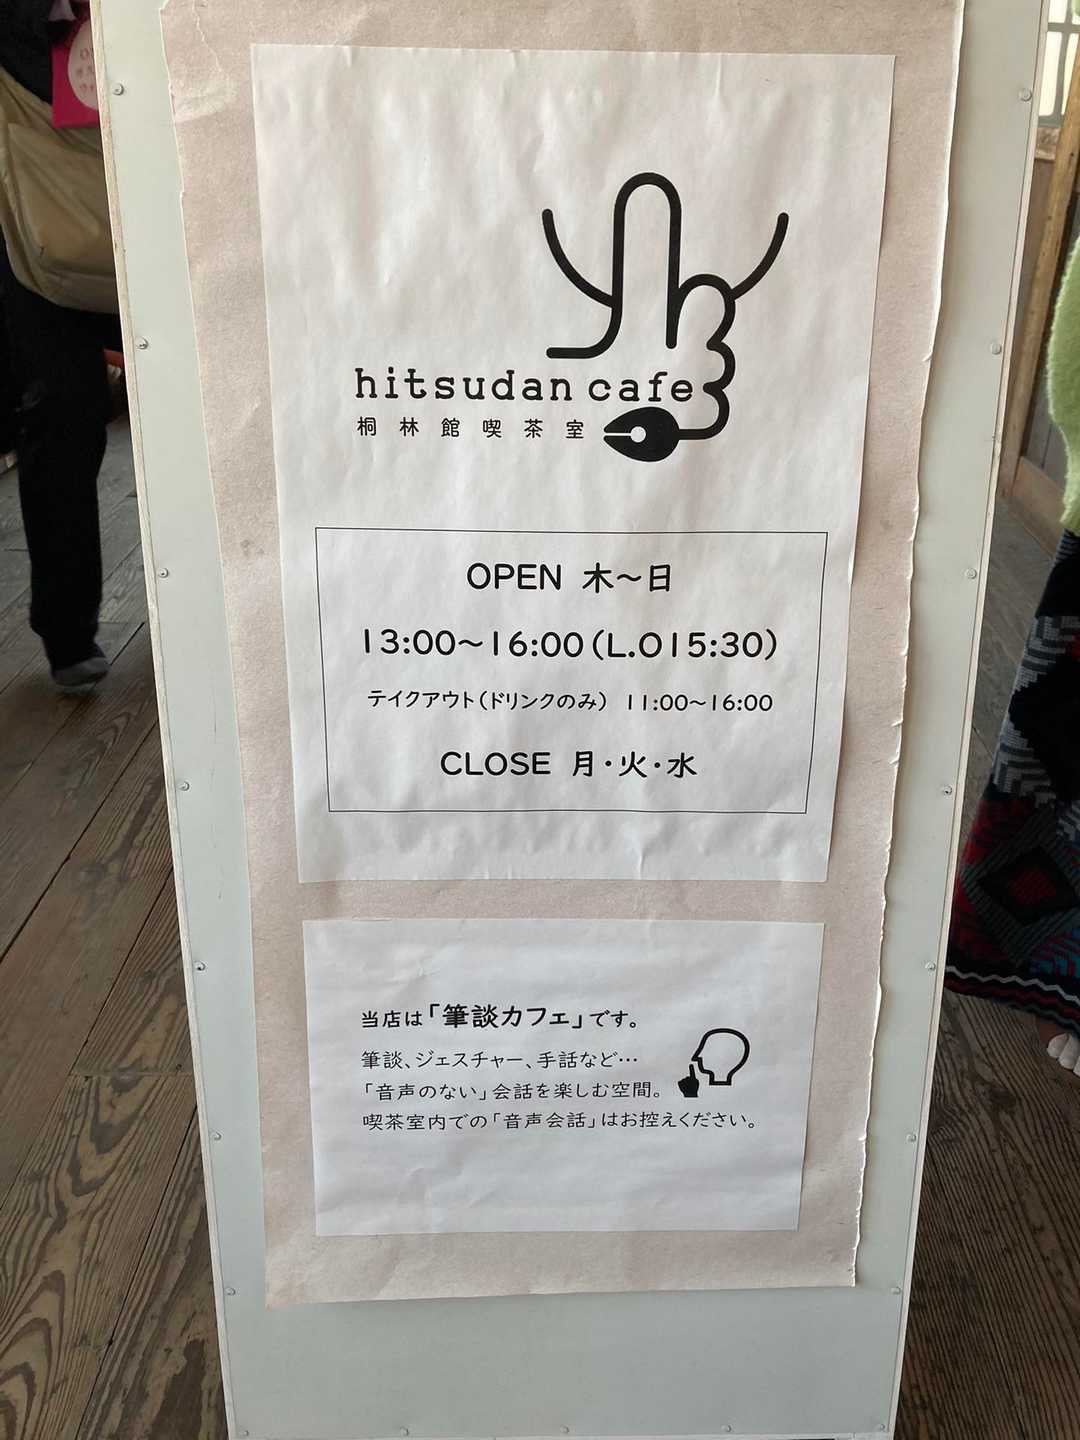 hitsudan cafe
桐林館喫茶室
OPEN 木～日
13:00～16:00(L.O15:30)
テイクアウト(ドリンクのみ) 11:00～16:00
CLOSE 月・火・水
当店は「筆談カフェ」です。
筆談、ジェスチャー、手話など…
「音声のない」会話を楽しむ空間。
喫茶室内での「音声会話」はお控えください。